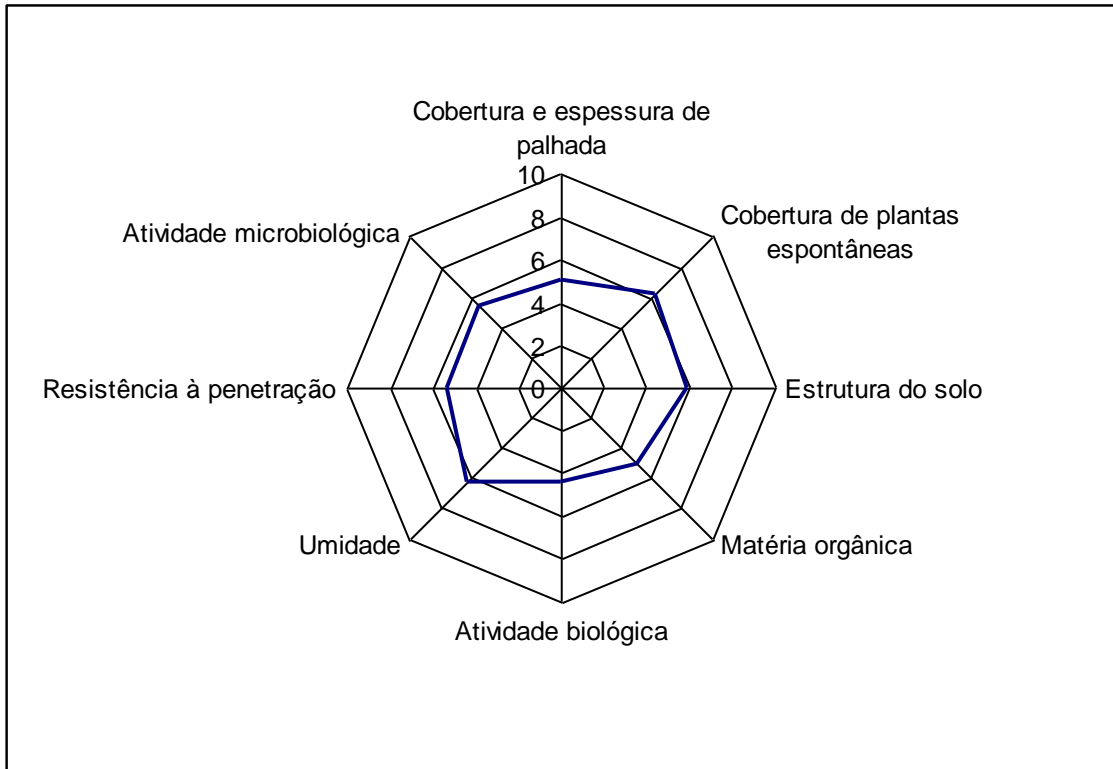 Cobertura e espessura de
palhada
10
Cobertura de plantas
espontâneas
8
Atividade microbiológica
6
4
2
Resistência à penetração
0
Estrutura do solo
Umidade
Matéria orgânica
Atividade biológica